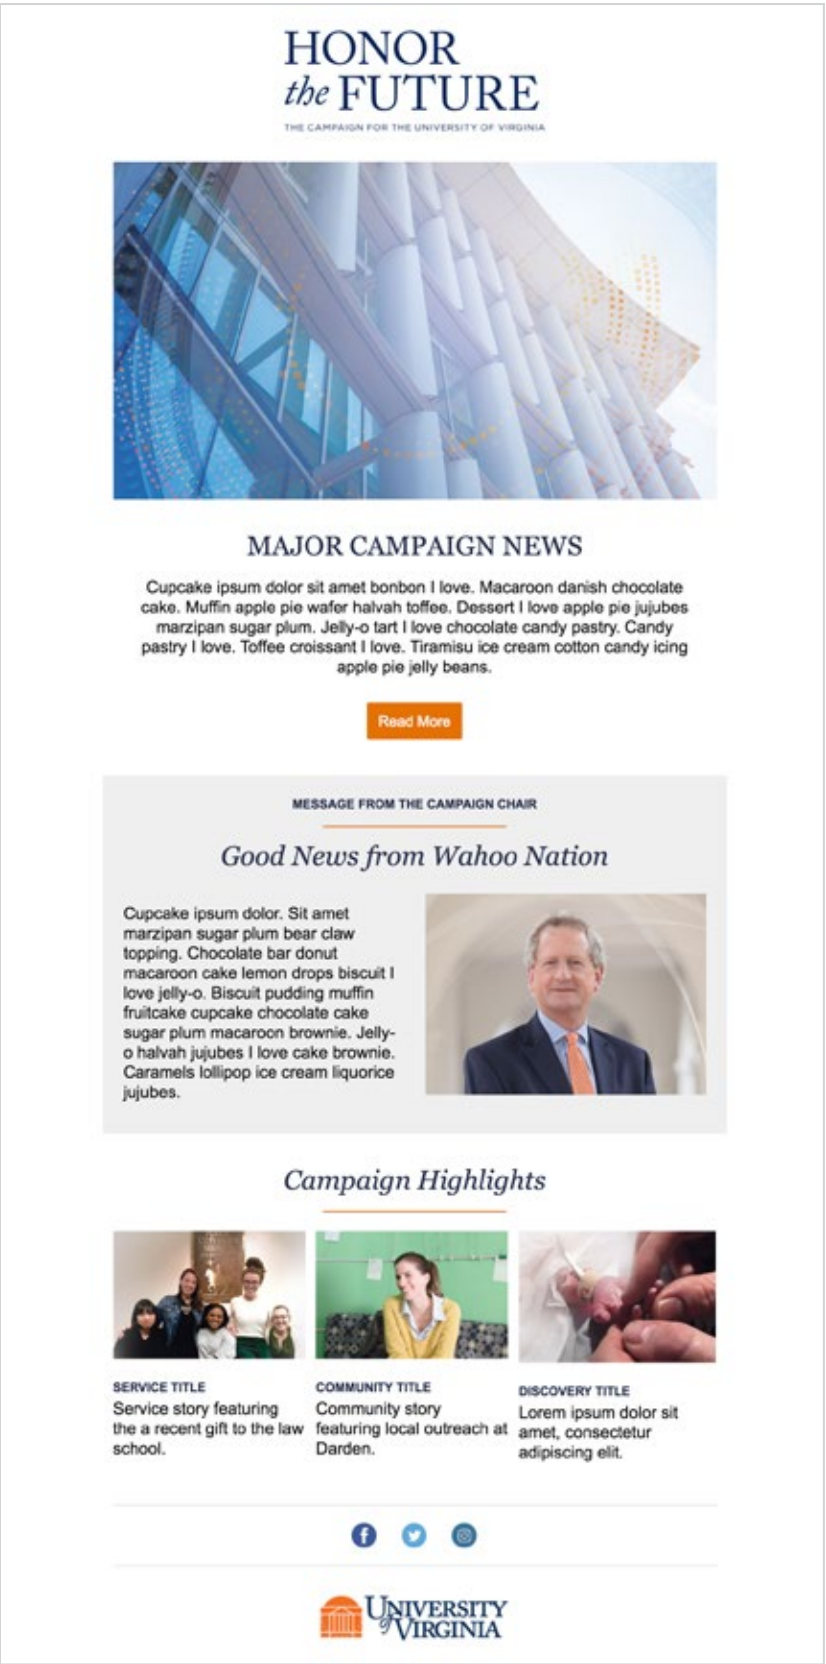 HONOR
the FUTURE
THE CAMPAIGN FOR THE UNIVERSITY OF VIRGINIA
MAJOR CAMPAIGN NEWS
Cupcake ipsum dolor sit amet bonbon I love. Macaroon danish chocolate
cake. Muffin apple pie wafer halvah toffee. Dessert I love apple pie jujubes
marzipan sugar plum. Jelly-o tart I love chocolate candy pastry. Candy
pastry I love. Toffee croissant I love. Tiramisu ice cream cotton candy icing
apple pie jelly beans.
Read More
MESSAGE FROM THE CAMPAIGN CHAIR
Good News from Wahoo Nation
Cupcake ipsum dolor. Sit amet
marzipan sugar plum bear claw
topping. Chocolate bar donut
macaroon cake lemon drops biscuit I
love jelly-o. Biscuit pudding muffin
fruitcake cupcake chocolate cake
sugar plum macaroon brownie. Jelly-
o halvah jujubes I love cake brownie.
Caramels lollipop ice cream liquorice
jujubes.
Campaign Highlights
SERVICE TITLE
Service story featuring
the a recent gift to the law
school.
COMMUNITY TITLE
Community story
featuring local outreach at
Darden.
DISCOVERY TITLE
Lorem ipsum dolor sit
amet, consectetur
adipiscing elit.
UNIVERSITY
of VIRGINIA